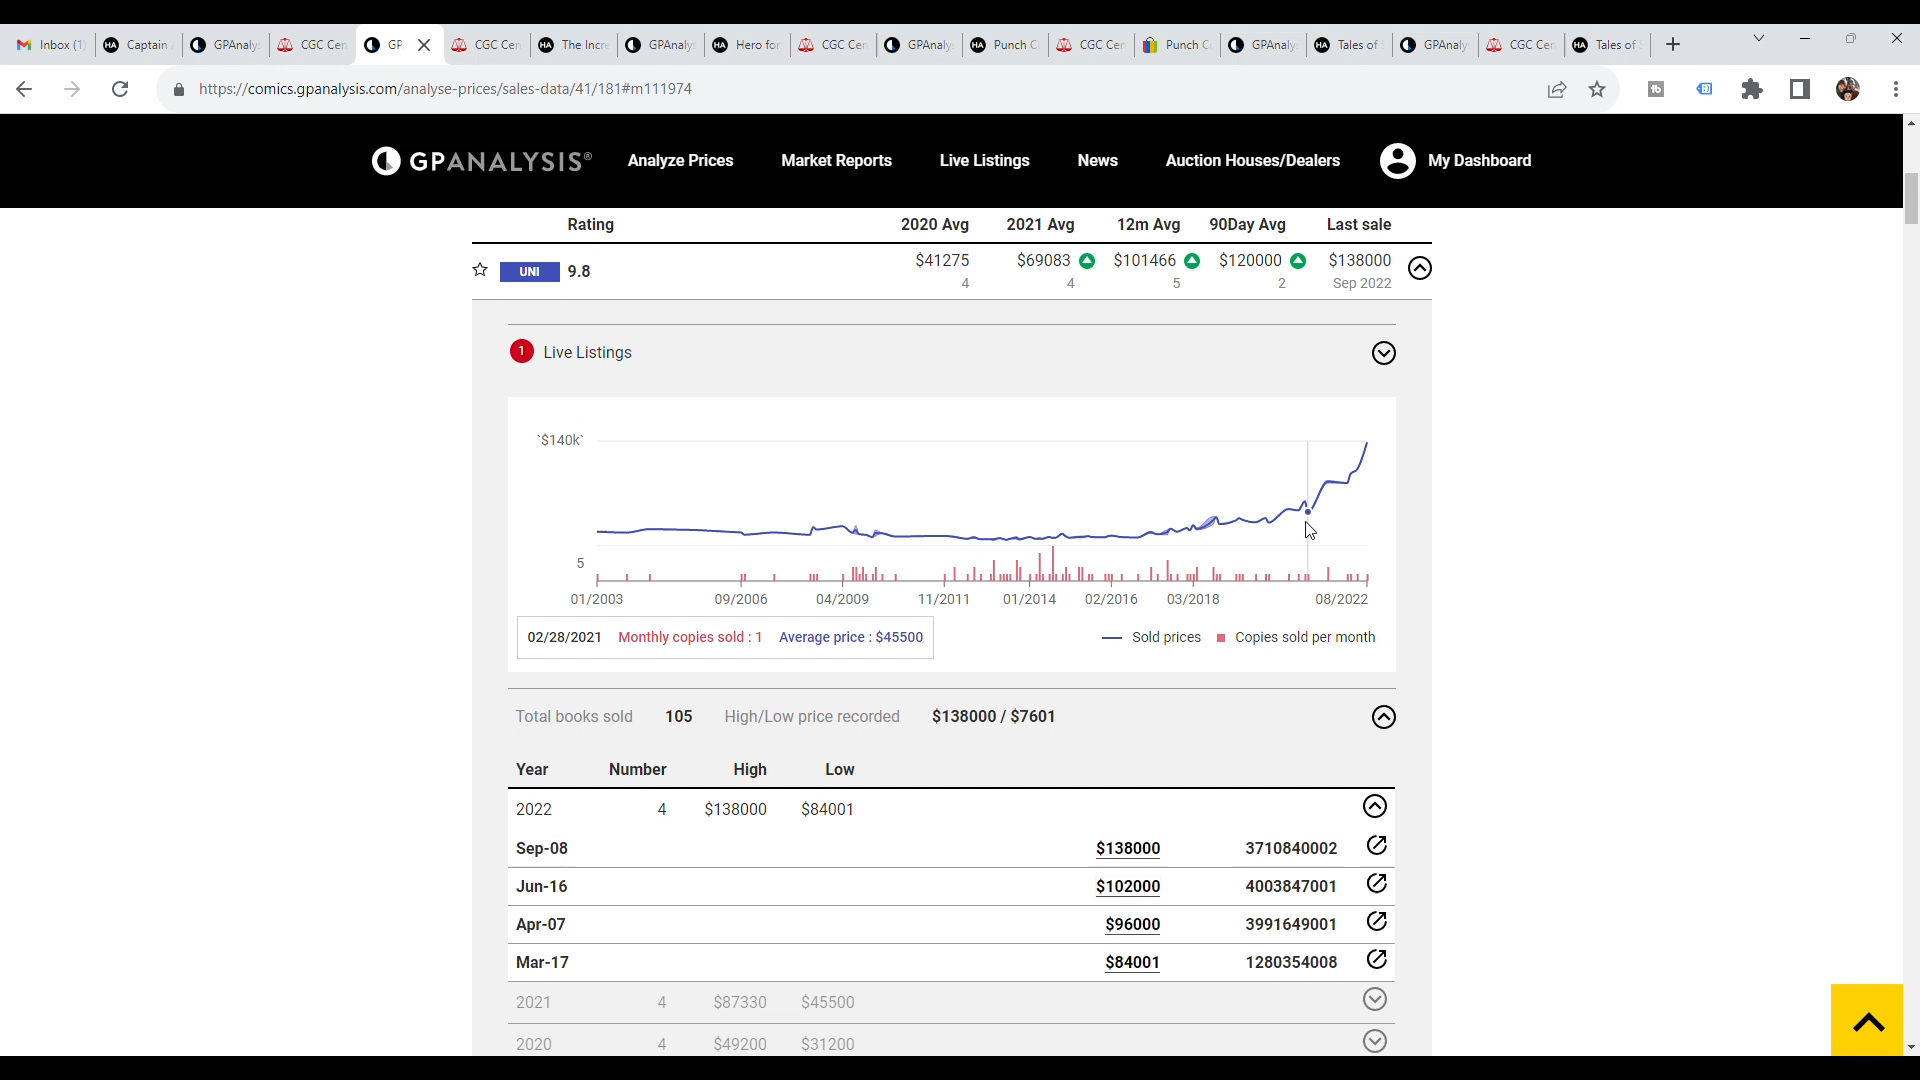 Inbox (1
Captain
GPAnaly
CGC Cen
GP
CGC Cen
The Incre
GPAnaly
Hero for
CGC Cer
GPAnaly
Punch C
CGC Cen
Punch C
GPAnaly
Tales of
GPAnaly
CGC Cer
Tales of
https://comics.gpanalysis.com/analyse-prices/sales-data/41/181#m111974
GPANALYSIS®
Analyze Prices
Market Reports
Live Listings
News
Auction Houses/Dealers
My Dashboard
Rating 2020 Avg 2021 Avg 12m Avg 90Day Avg Last sale
UNI 9.8 $41275 $69083 $101466 $120000 $138000
4 4 5 2 Sep 2022
1 Live Listings
`$140k`
5
01/2003 09/2006 04/2009 11/2011 01/2014 02/2016 03/2018 08/2022
02/28/2021 Monthly copies sold : 1 Average price : $45500
Sold prices Copies sold per month
Total books sold 105 High/Low price recorded $138000 / $7601
Year Number High Low
2022 4 $138000 $84001
Sep-08 $138000 3710840002
Jun-16 $102000 4003847001
Apr-07 $96000 3991649001
Mar-17 $84001 1280354008
2021 4 $87330 $45500
2020 4 $49200 $31200